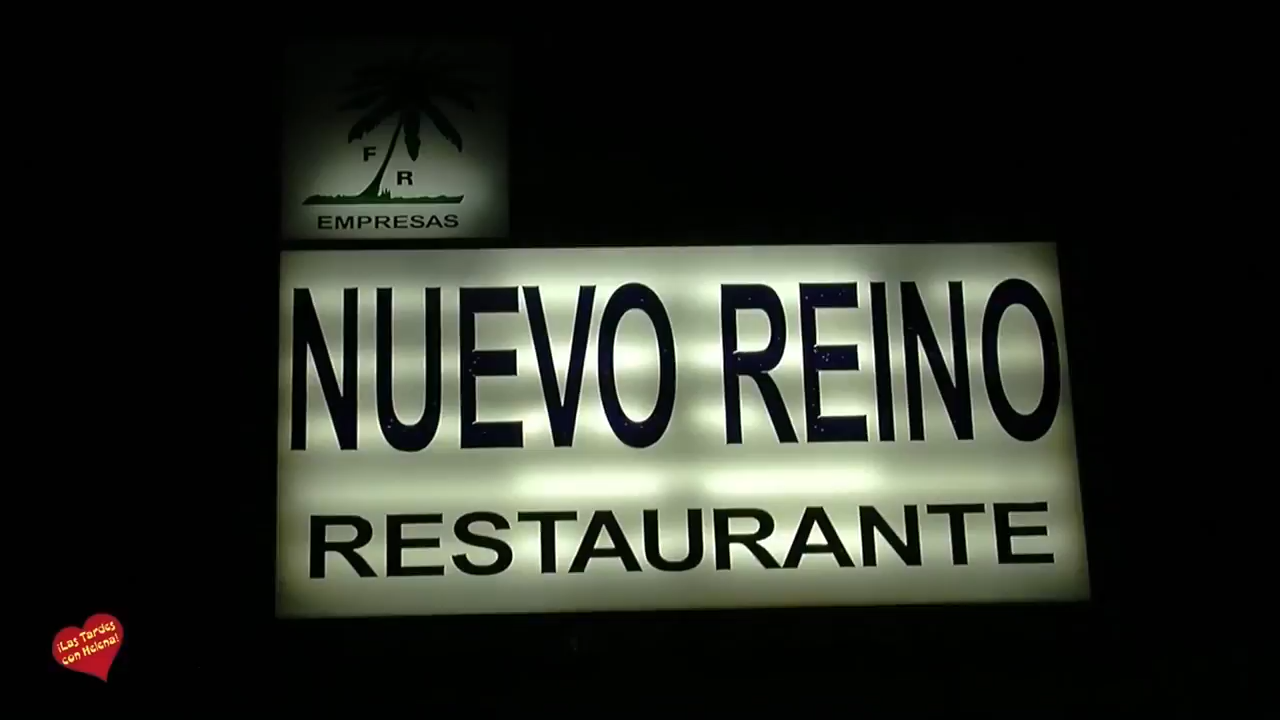 F
R
EMPRESAS
NUEVO REINO
RESTAURANTE
¡Las Tardes
con Helena!